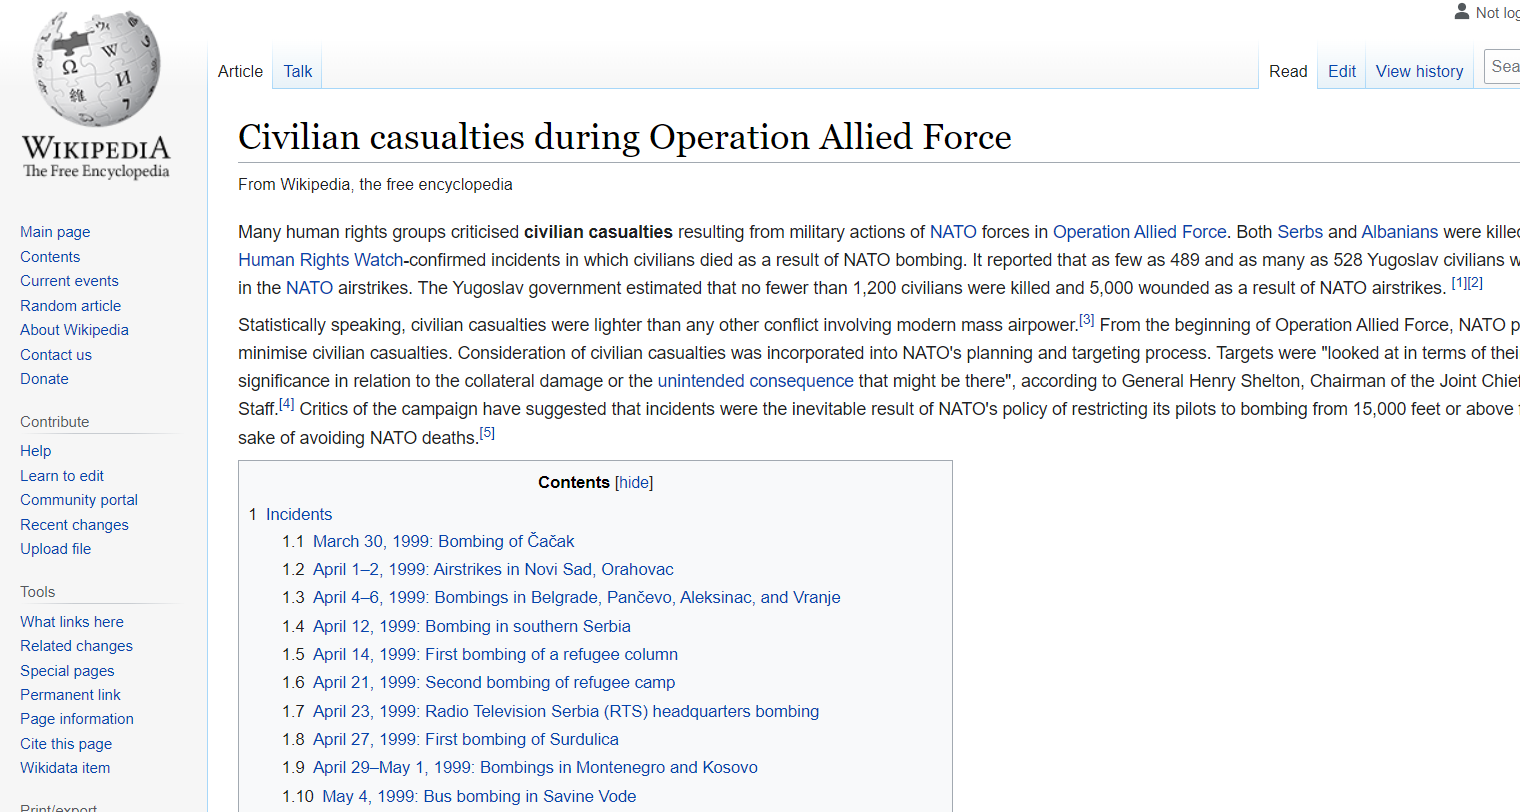 Not log
Article Talk Read Edit View history Sea
WIKIPEDIA
The Free Encyclopedia
Civilian casualties during Operation Allied Force
From Wikipedia, the free encyclopedia
Many human rights groups criticised civilian casualties resulting from military actions of NATO forces in Operation Allied Force. Both Serbs and Albanians were killed
Human Rights Watch-confirmed incidents in which civilians died as a result of NATO bombing. It reported that as few as 489 and as many as 528 Yugoslav civilians w
in the NATO airstrikes. The Yugoslav government estimated that no fewer than 1,200 civilians were killed and 5,000 wounded as a result of NATO airstrikes. [1][2]
Statistically speaking, civilian casualties were lighter than any other conflict involving modern mass airpower.[3] From the beginning of Operation Allied Force, NATO p
minimise civilian casualties. Consideration of civilian casualties was incorporated into NATO's planning and targeting process. Targets were "looked at in terms of thei
significance in relation to the collateral damage or the unintended consequence that might be there", according to General Henry Shelton, Chairman of the Joint Chief
Staff.[4] Critics of the campaign have suggested that incidents were the inevitable result of NATO's policy of restricting its pilots to bombing from 15,000 feet or above
sake of avoiding NATO deaths.[5]
Contents [hide]
1 Incidents
1.1 March 30, 1999: Bombing of Čačak
1.2 April 1–2, 1999: Airstrikes in Novi Sad, Orahovac
1.3 April 4–6, 1999: Bombings in Belgrade, Pančevo, Aleksinac, and Vranje
1.4 April 12, 1999: Bombing in southern Serbia
1.5 April 14, 1999: First bombing of a refugee column
1.6 April 21, 1999: Second bombing of refugee camp
1.7 April 23, 1999: Radio Television Serbia (RTS) headquarters bombing
1.8 April 27, 1999: First bombing of Surdulica
1.9 April 29–May 1, 1999: Bombings in Montenegro and Kosovo
1.10 May 4, 1999: Bus bombing in Savine Vode
Main page
Contents
Current events
Random article
About Wikipedia
Contact us
Donate
Contribute
Help
Learn to edit
Community portal
Recent changes
Upload file
Tools
What links here
Related changes
Special pages
Permanent link
Page information
Cite this page
Wikidata item
Print/export